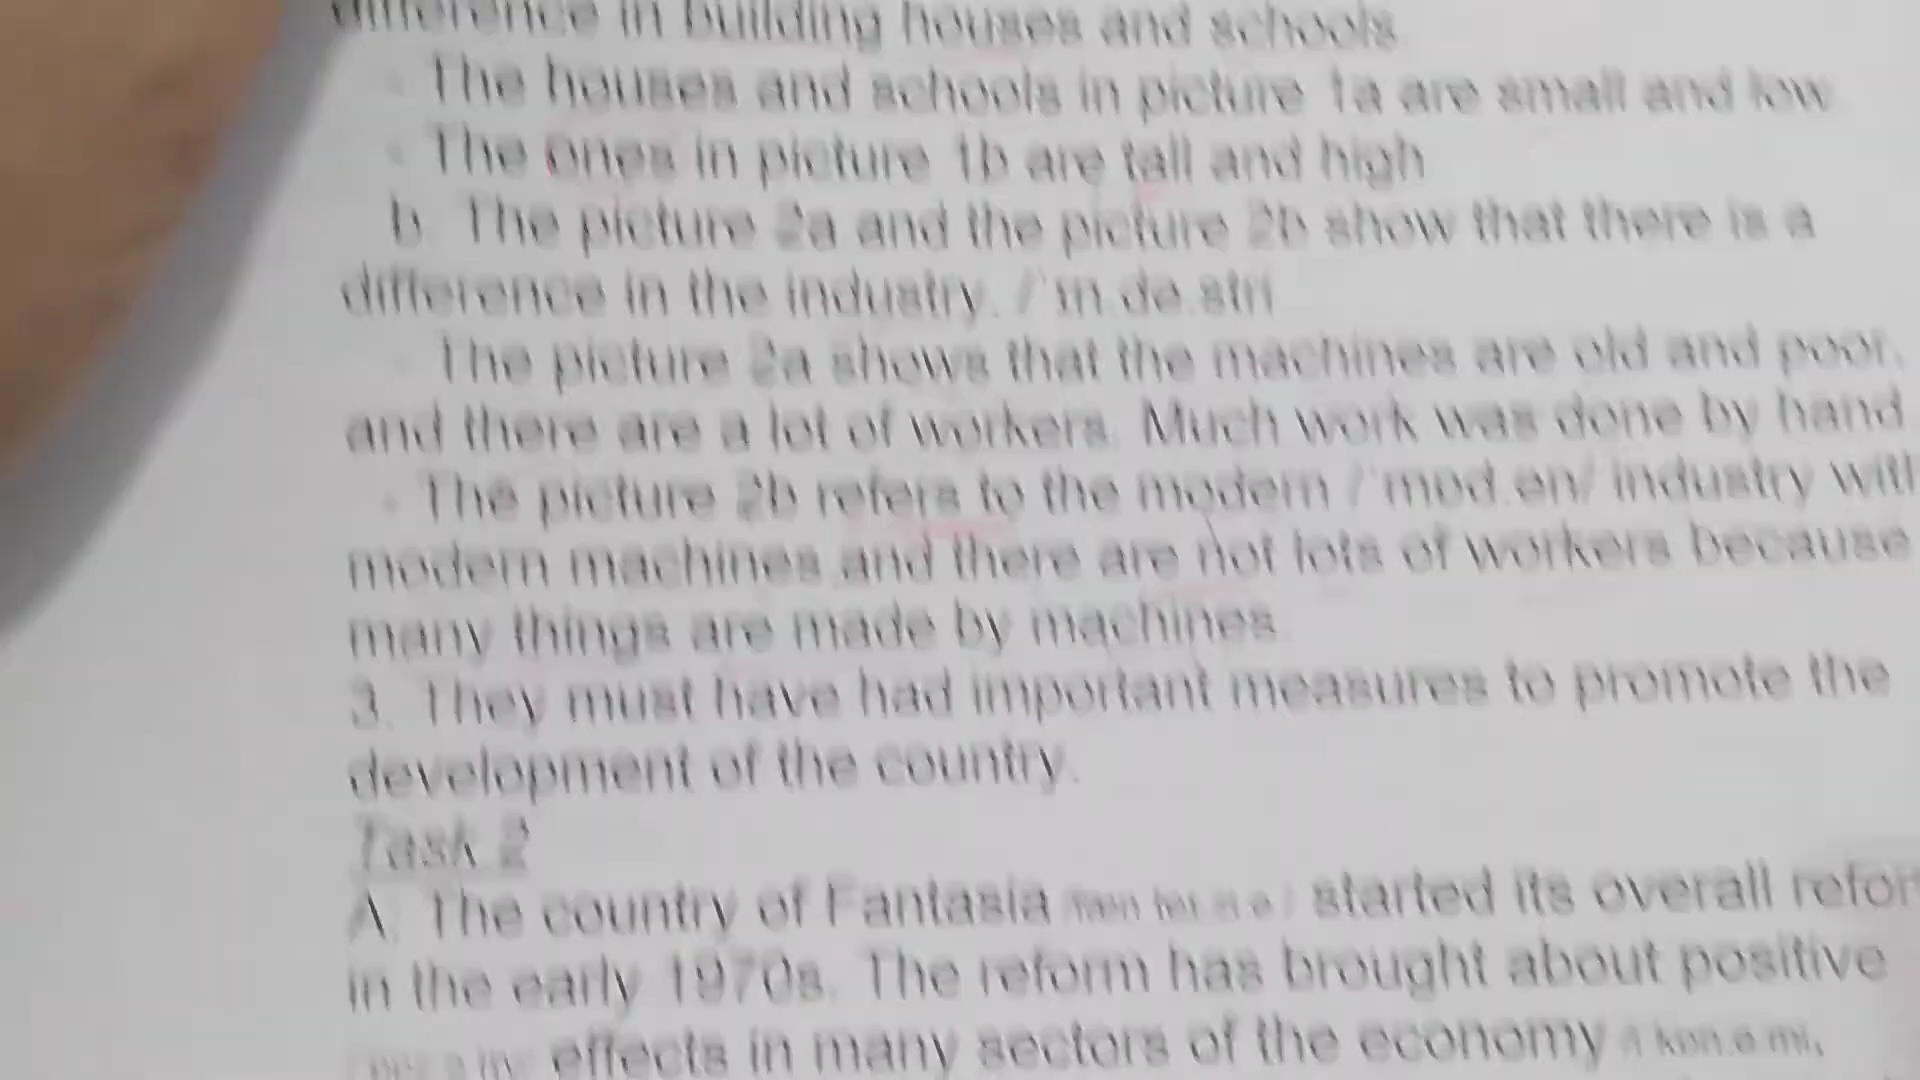 difference in building houses and schools.
- The houses and schools in picture 1a are small and low.
- The ones in picture 1b are tall and high
b. The picture 2a and the picture 2b show that there is a
difference in the industry. /ˈɪn.də.stri
- The picture 2a shows that the machines are old and poor,
and there are a lot of workers. Much work was done by hand.
- The picture 2b refers to the modern /ˈmɒd.ən/ industry with
modern machines and there are not lots of workers because
many things are made by machines.
3. They must have had important measures to promote the
development of the country.
Task 2
A. The country of Fantasia started its overall refor
in the early 1970s. The reform has brought about positive
effects in many sectors of the economy